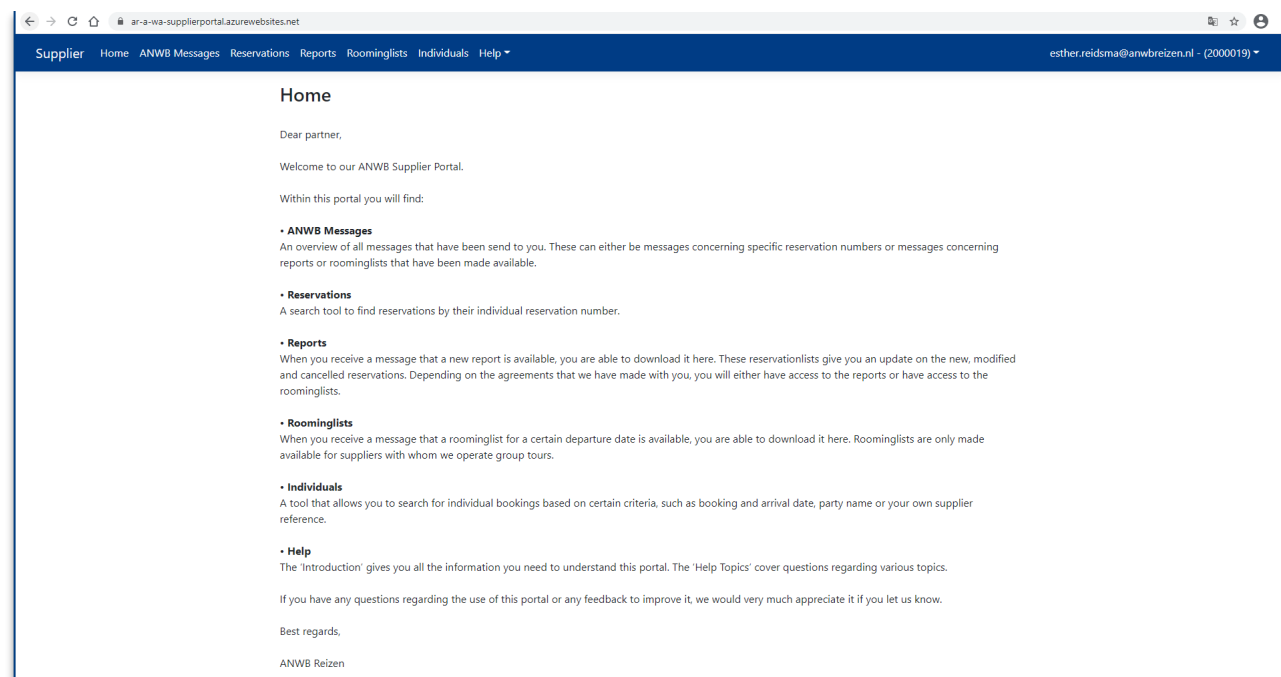 ar-a-wa-supplierportal.azurewebsites.net
Supplier Home ANWB Messages Reservations Reports Roominglists Individuals Help esther.reidsma@anwbreizen.nl - (2000019)
Home
Dear partner,
Welcome to our ANWB Supplier Portal.
Within this portal you will find:
• ANWB Messages
An overview of all messages that have been send to you. These can either be messages concerning specific reservation numbers or messages concerning
reports or roominglists that have been made available.
• Reservations
A search tool to find reservations by their individual reservation number.
• Reports
When you receive a message that a new report is available, you are able to download it here. These reservationlists give you an update on the new, modified
and cancelled reservations. Depending on the agreements that we have made with you, you will either have access to the reports or have access to the
roominglists.
• Roominglists
When you receive a message that a roominglist for a certain departure date is available, you are able to download it here. Roominglists are only made
available for suppliers with whom we operate group tours.
• Individuals
A tool that allows you to search for individual bookings based on certain criteria, such as booking and arrival date, party name or your own supplier
reference.
• Help
The 'Introduction' gives you all the information you need to understand this portal. The 'Help Topics' cover questions regarding various topics.
If you have any questions regarding the use of this portal or any feedback to improve it, we would very much appreciate it if you let us know.
Best regards,
ANWB Reizen